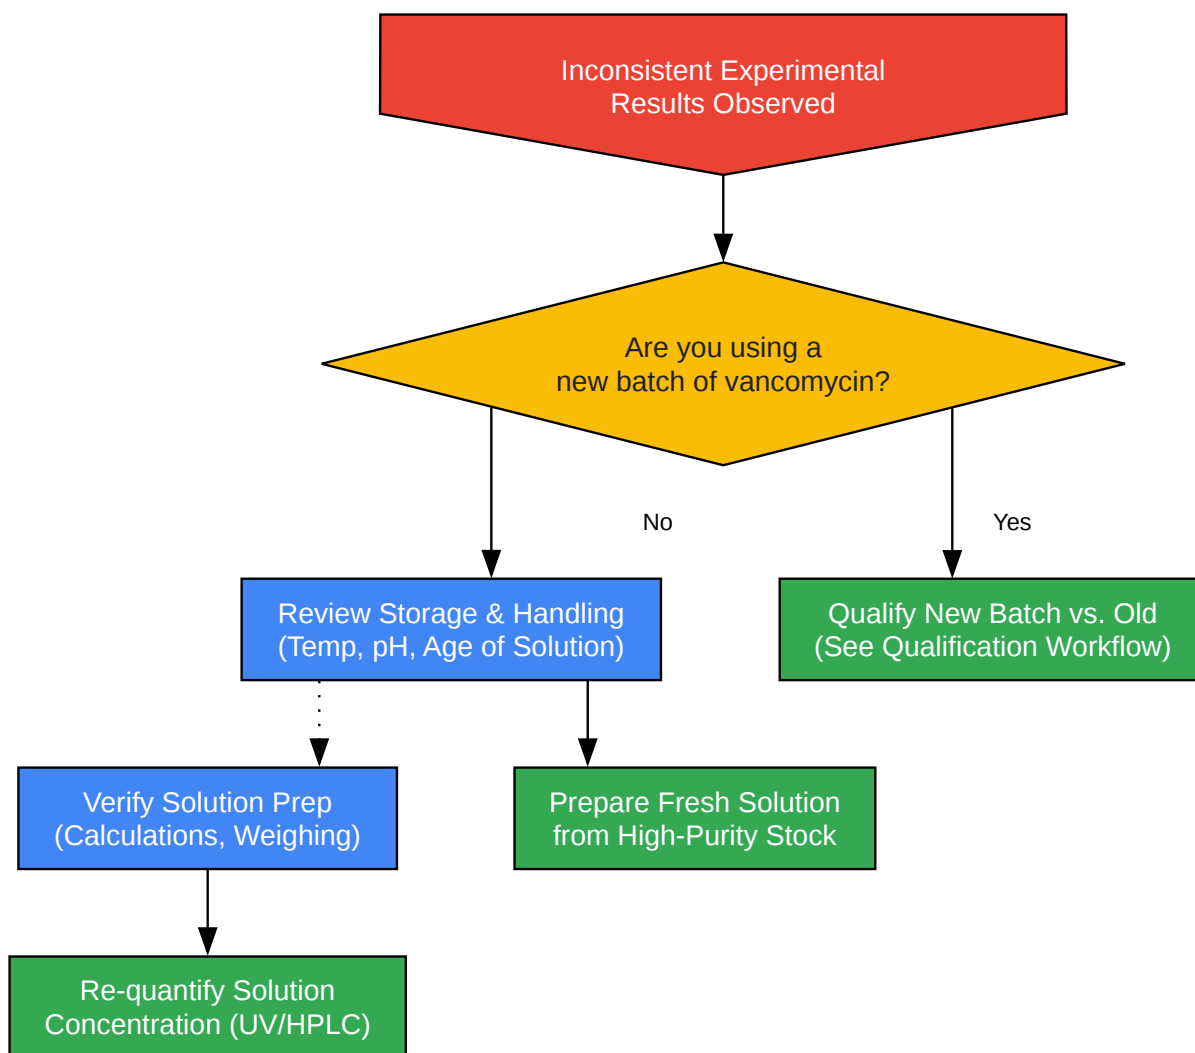 Inconsistent Experimental
Results Observed
Are you using a
new batch of vancomycin?
No
Yes
Review Storage & Handling
(Temp, pH, Age of Solution)
Qualify New Batch vs. Old
(See Qualification Workflow)
Verify Solution Prep
(Calculations, Weighing)
Prepare Fresh Solution
from High-Purity Stock
Re-quantify Solution
Concentration (UV/HPLC)